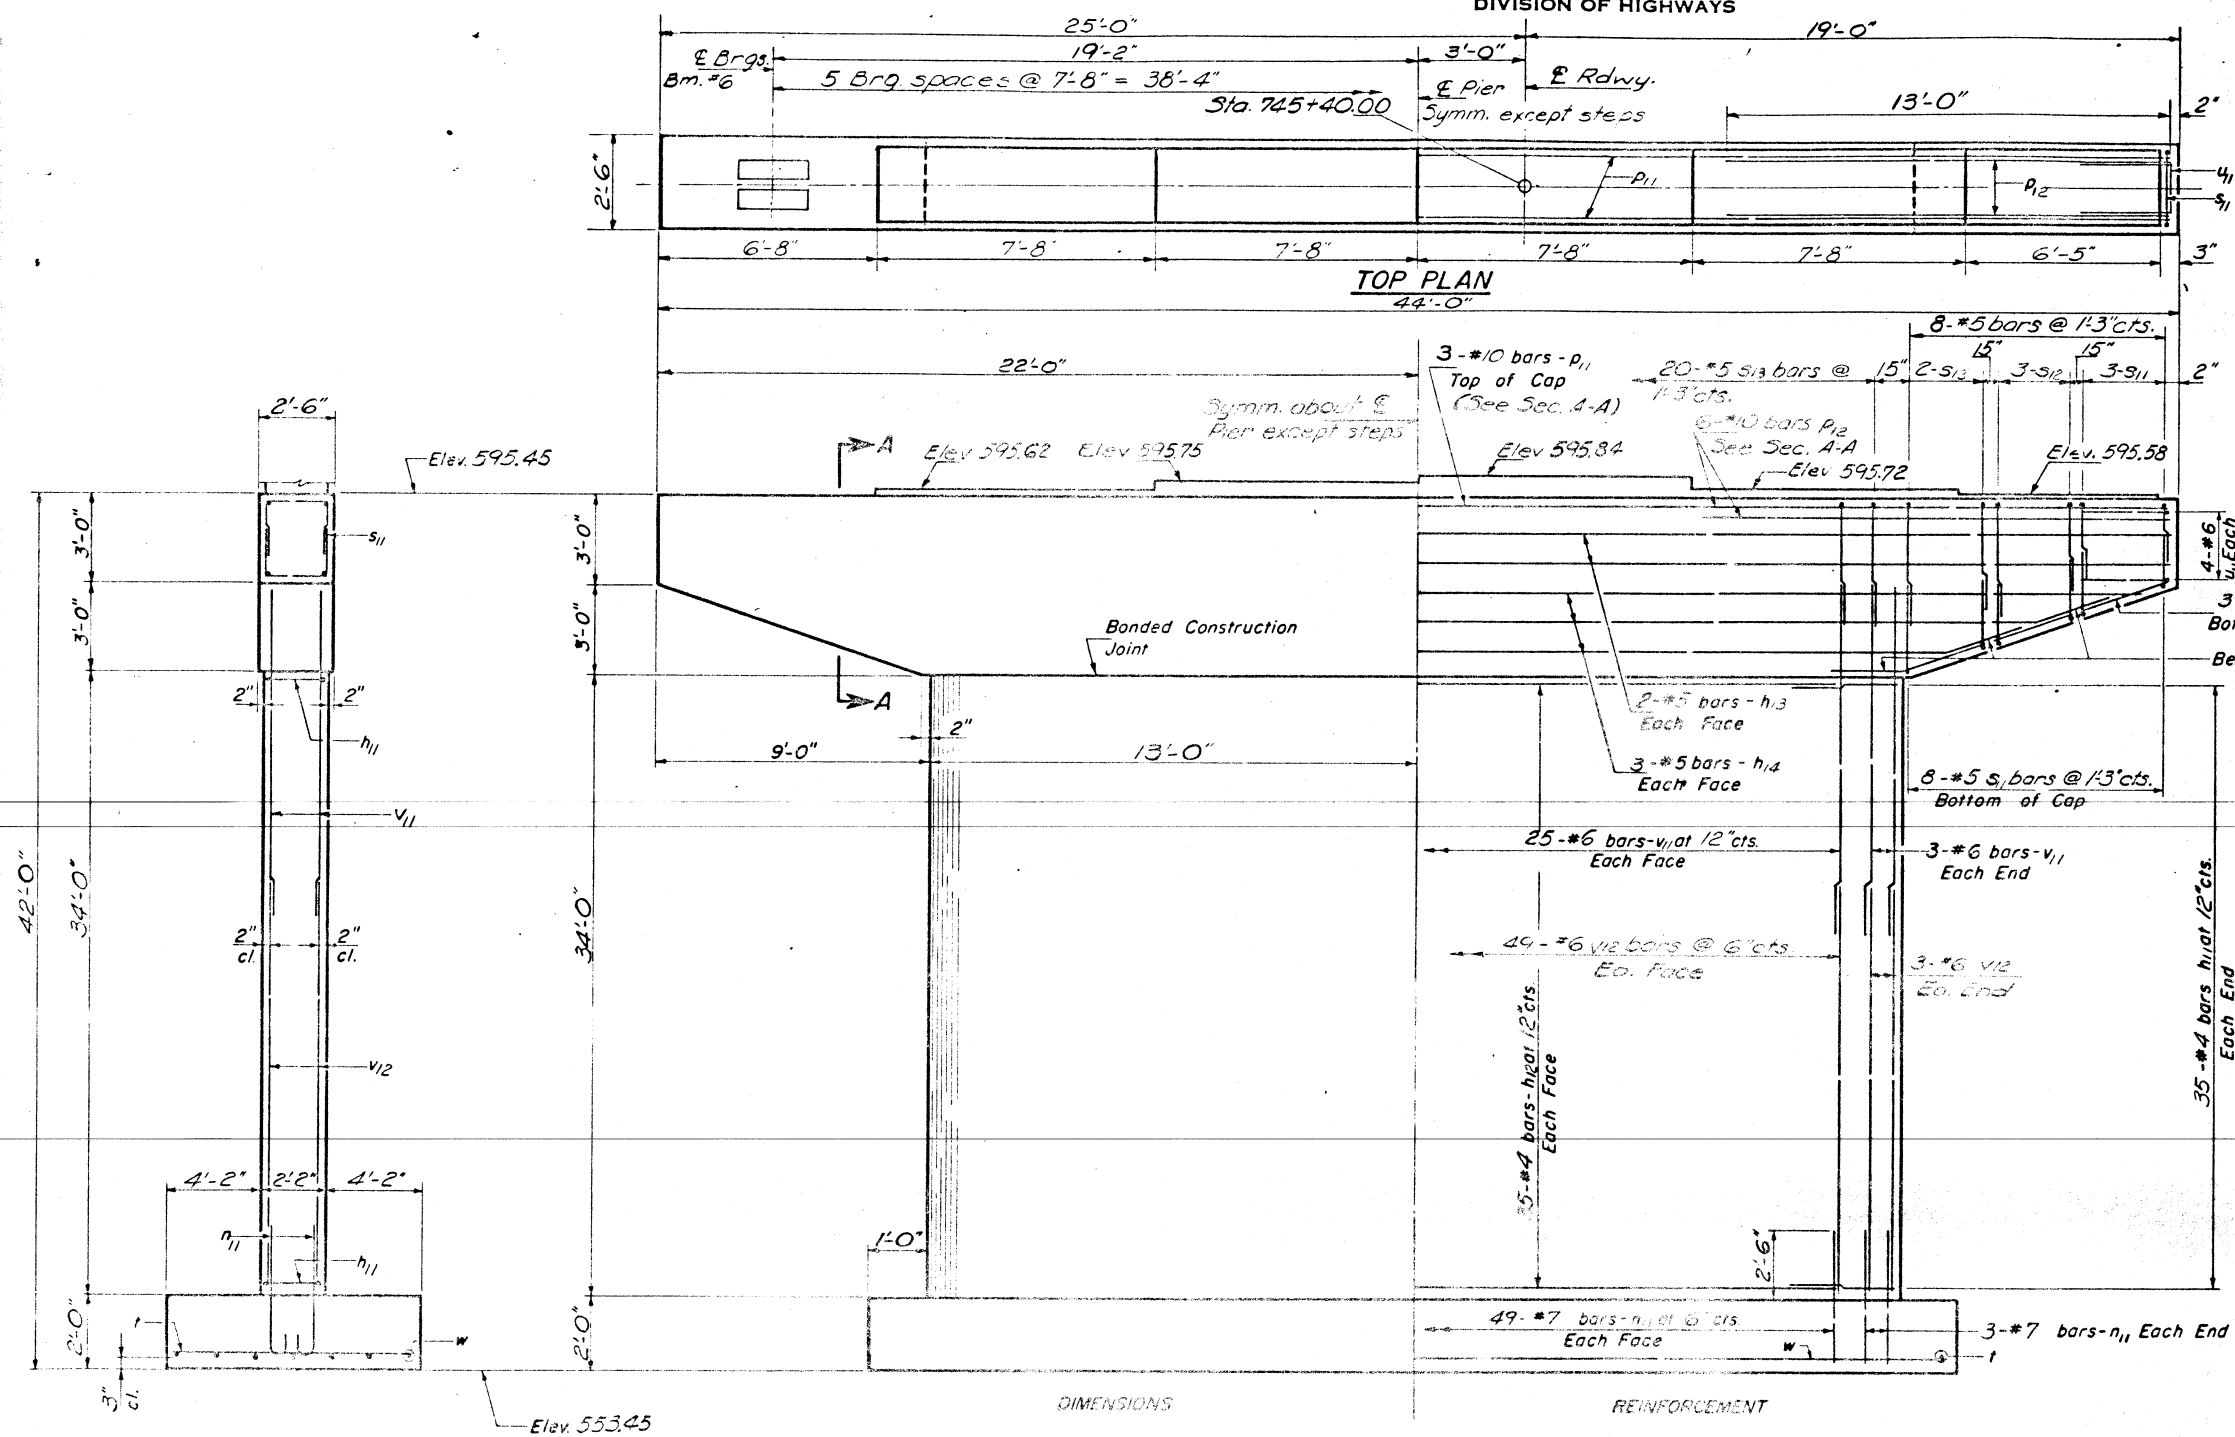 DIVISION OF HIGHWAYS
25'-0"
19'-0"
℄ Brgs.
Bm. #6
19'-2"
3'-0"
5 Brg. spaces @ 7'-8" = 38'-4"
℄ Pier
℄ Rdwy.
Sta. 745+40.00
Symm. except steps
13'-0"
2"
2'-6"
p11
p12
u11
s11
6'-8"
7'-8"
7'-8"
7'-8"
7'-8"
6'-5"
3"
TOP PLAN
44'-0"
8-#5 bars @ 1'-3" cts.
22'-0"
3-#10 bars - p11
Top of Cap
(See Sec. A-A)
20-#5 s13 bars @
1'-3" cts.
15"
2-s13
15"
3-s12
15"
3-s11
2"
Symm. about ℄
Pier except steps
6-#10 bars p12
See Sec. A-A
2'-6"
Elev. 595.45
A
Elev 595.62
Elev 595.75
Elev 595.84
Elev 595.72
Elev. 595.58
3'-0"
s11
3'-0"
3'-0"
3'-0"
4-#6
u11 Each
3
Bot
Be
Bonded Construction
Joint
A
2"
2"
h11
2"
9'-0"
13'-0"
2-#5 bars - h13
Each Face
3-#5 bars - h14
Each Face
8-#5 s11 bars @ 1'-3" cts.
Bottom of Cap
v11
25-#6 bars-v11 at 12" cts.
Each Face
3-#6 bars-v11
Each End
42'-0"
34'-0"
34'-0"
2"
cl.
2"
cl.
49-#6 v12 bars @ 6" cts.
Ea. Face
3-#6 v12
Ea. End
35-#4 bars-h12 at 12" cts.
Each Face
35-#4 bars h11 at 12" cts.
Each End
v12
4'-2"
2'-2"
4'-2"
n11
h11
1'-0"
2'-6"
2'-0"
w
2'-0"
49-#7 bars-n11 at 6" cts.
Each Face
w
3-#7 bars-n11 Each End
t
3"
cl.
Elev. 553.45
DIMENSIONS
REINFORCEMENT